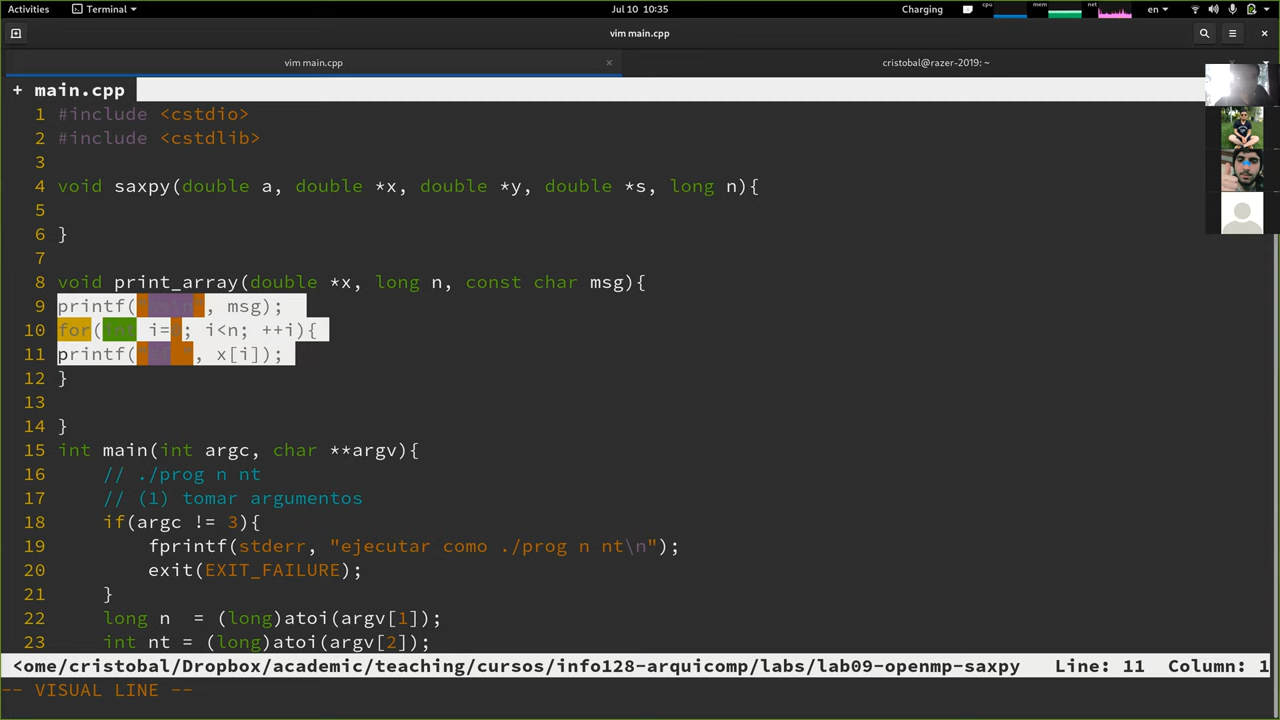 Activities Terminal Jul 10 10:35 Charging cpu mem net en
vim main.cpp
vim main.cpp × cristobal@razer-2019: ~
+ main.cpp
1 #include <cstdio>
2 #include <cstdlib>
3
4 void saxpy(double a, double *x, double *y, double *s, long n){
5
6 }
7
8 void print_array(double *x, long n, const char msg){
9 printf( , msg);
10 for(int i= ; i<n; ++i){
11 printf( , x[i]);
12 }
13
14 }
15 int main(int argc, char **argv){
16 // ./prog n nt
17 // (1) tomar argumentos
18 if(argc != 3){
19 fprintf(stderr, "ejecutar como ./prog n nt\n");
20 exit(EXIT_FAILURE);
21 }
22 long n = (long)atoi(argv[1]);
23 int nt = (long)atoi(argv[2]);
<ome/cristobal/Dropbox/academic/teaching/cursos/info128-arquicomp/labs/lab09-openmp-saxpy Line: 11 Column: 1
-- VISUAL LINE --